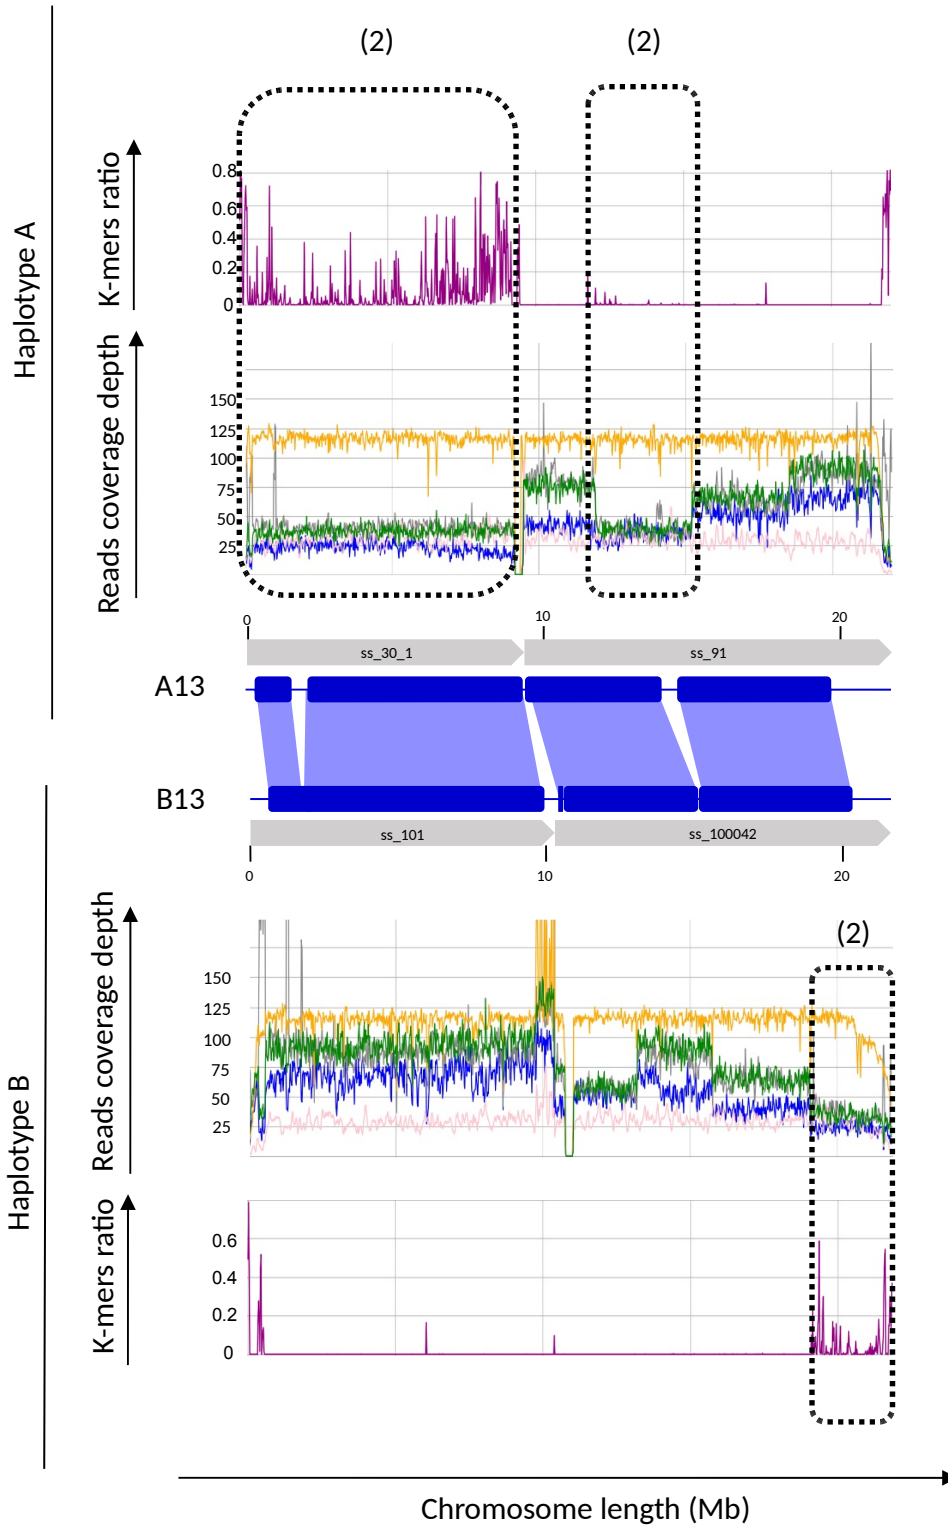 (2) (2)
Haplotype A
K-mers ratio
0.8
0.6
0.4
0.2
0
Reads coverage depth
150
125
100
75
50
25
0 10 20
ss_30_1 ss_91
A13
B13
ss_101 ss_100042
0 10 20
Haplotype B
Reads coverage depth
(2)
150
125
100
75
50
25
K-mers ratio
0.6
0.4
0.2
0
Chromosome length (Mb)